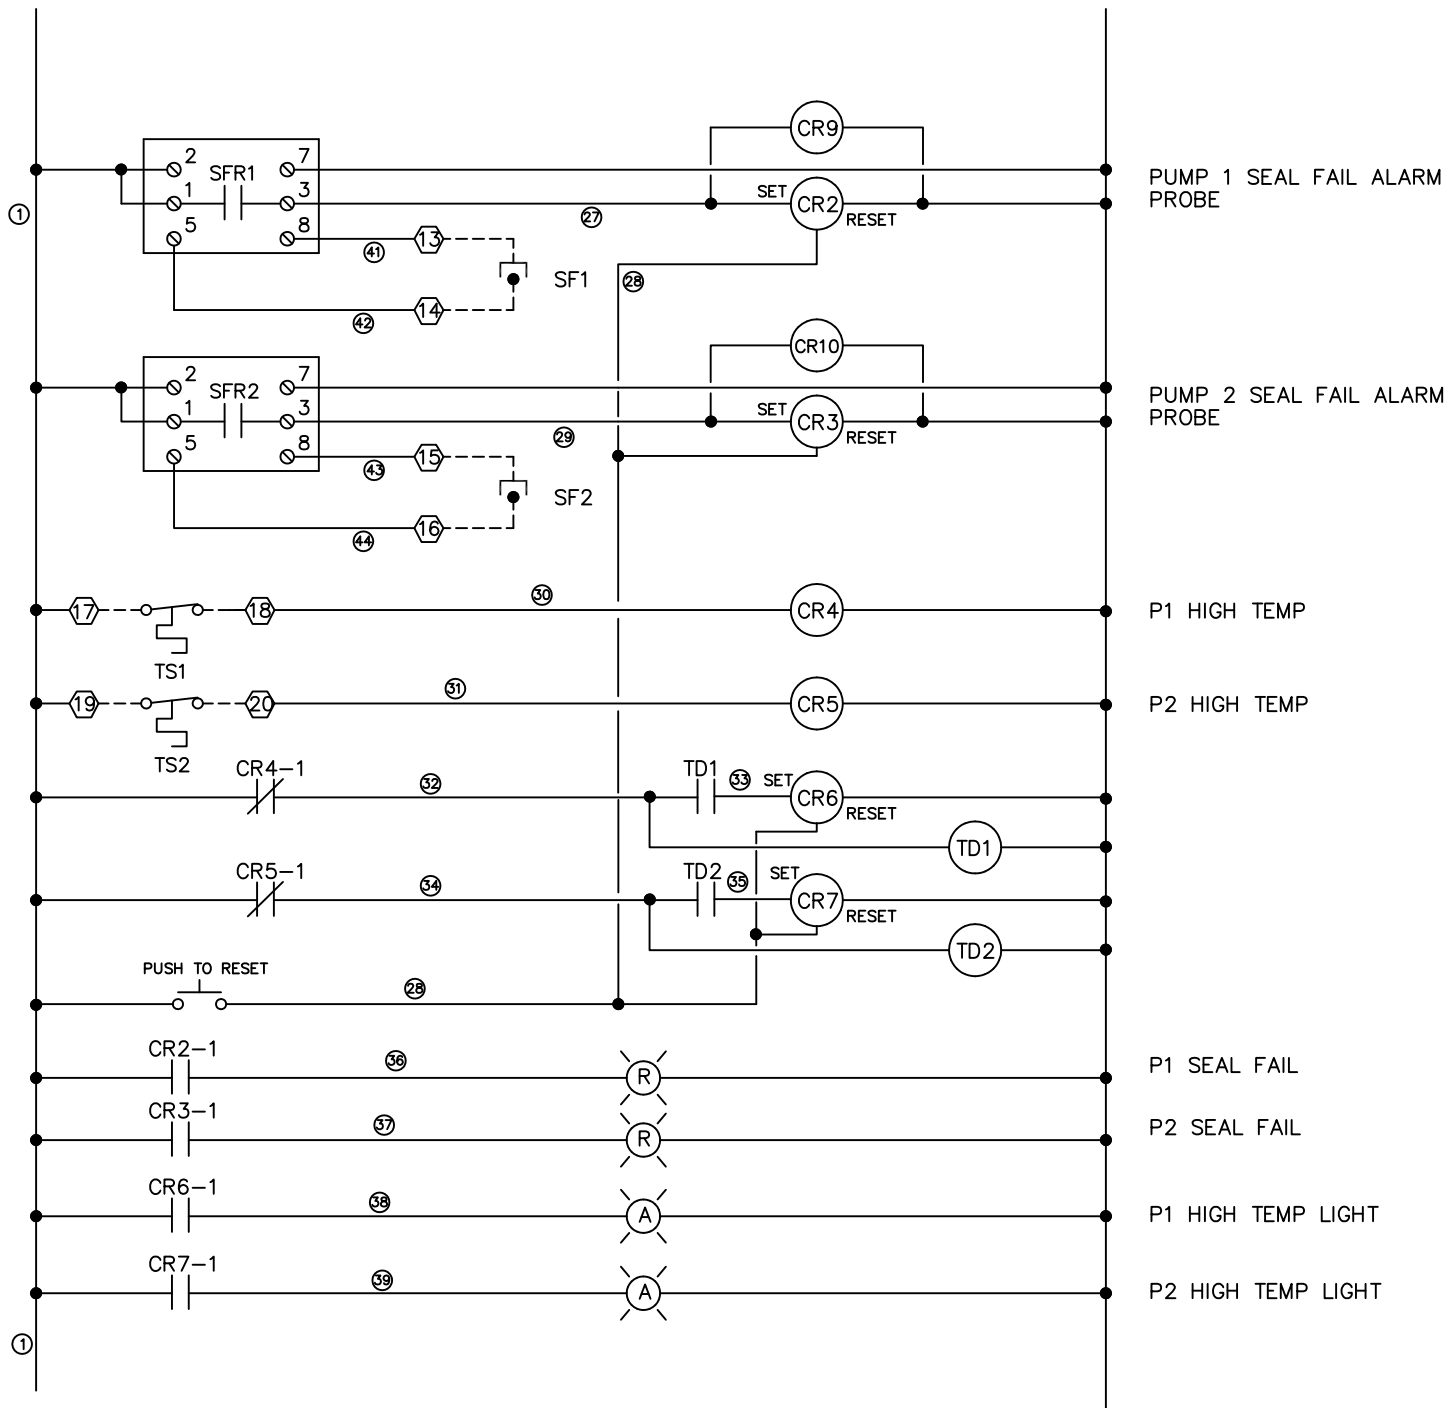 CR9
2 7
SFR1
1 3
SET CR2 RESET
PUMP 1 SEAL FAIL ALARM
PROBE
1
27
5 8
41
13
SF1
28
42
14
CR10
2 7
SFR2
1 3
SET CR3 RESET
PUMP 2 SEAL FAIL ALARM
PROBE
29
5 8
43
15
SF2
44
16
30
17 18 CR4 P1 HIGH TEMP
TS1
31
19 20 CR5 P2 HIGH TEMP
TS2
CR4-1 32 TD1 33 SET CR6 RESET
TD1
CR5-1 34 TD2 35 SET CR7 RESET
TD2
PUSH TO RESET
28
CR2-1 36 R P1 SEAL FAIL
CR3-1 37 R P2 SEAL FAIL
CR6-1 38 A P1 HIGH TEMP LIGHT
CR7-1 39 A P2 HIGH TEMP LIGHT
1